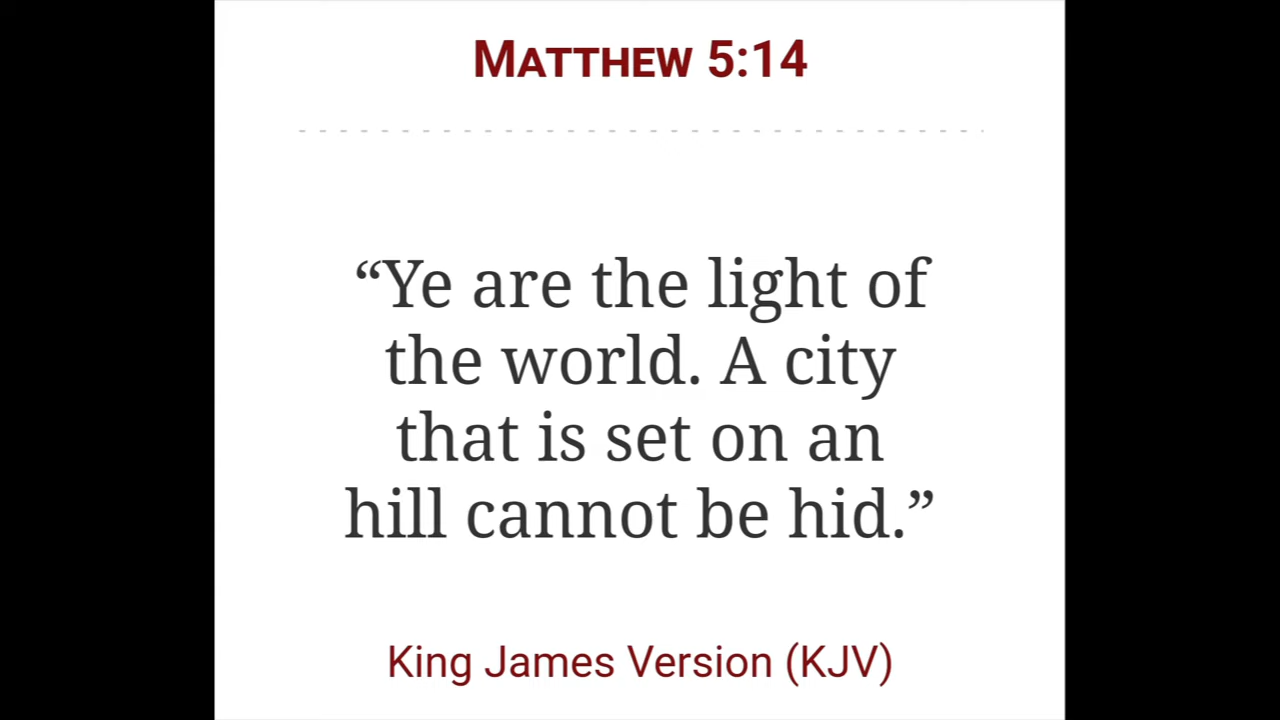 Matthew 5:14
“Ye are the light of
the world. A city
that is set on an
hill cannot be hid.”
King James Version (KJV)